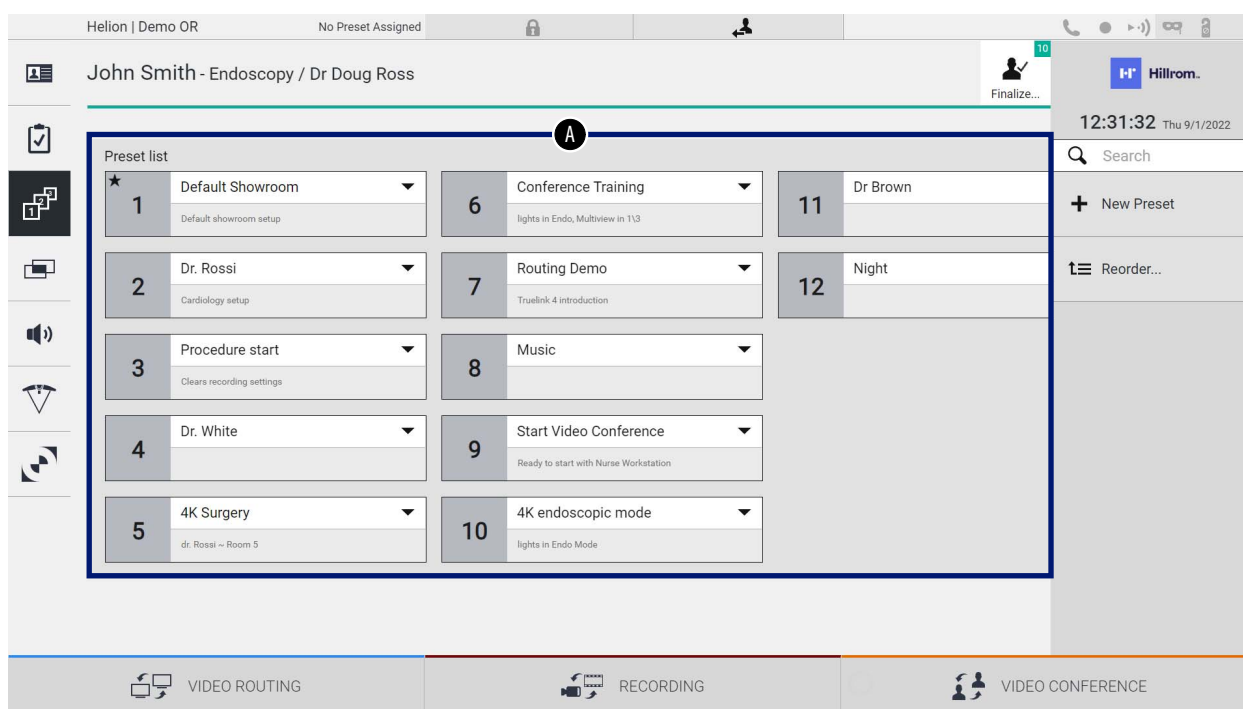 Helion | Demo OR
No Preset Assigned
John Smith - Endoscopy / Dr Doug Ross
10
Finalize...
Hillrom™
12:31:32 Thu 9/1/2022
Search
New Preset
Reorder...
A
Preset list
1
Default Showroom
Default showroom setup
2
Dr. Rossi
Cardiology setup
3
Procedure start
Clears recording settings
4
Dr. White
5
4K Surgery
dr. Rossi ~ Room 5
6
Conference Training
lights in Endo, Multiview in 1\3
7
Routing Demo
Truelink 4 introduction
8
Music
9
Start Video Conference
Ready to start with Nurse Workstation
10
4K endoscopic mode
lights in Endo Mode
11
Dr Brown
12
Night
VIDEO ROUTING
RECORDING
VIDEO CONFERENCE